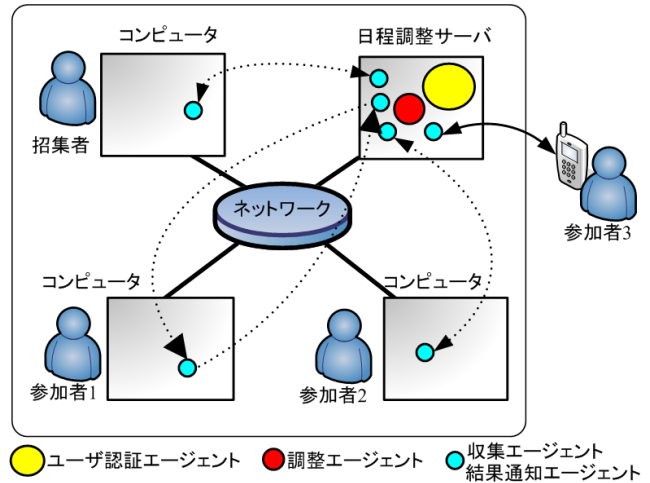 コンピュータ
日程調整サーバ
招集者
ネットワーク
参加者3
コンピュータ
コンピュータ
参加者1
参加者2
ユーザ認証エージェント
調整エージェント
収集エージェント
結果通知エージェント